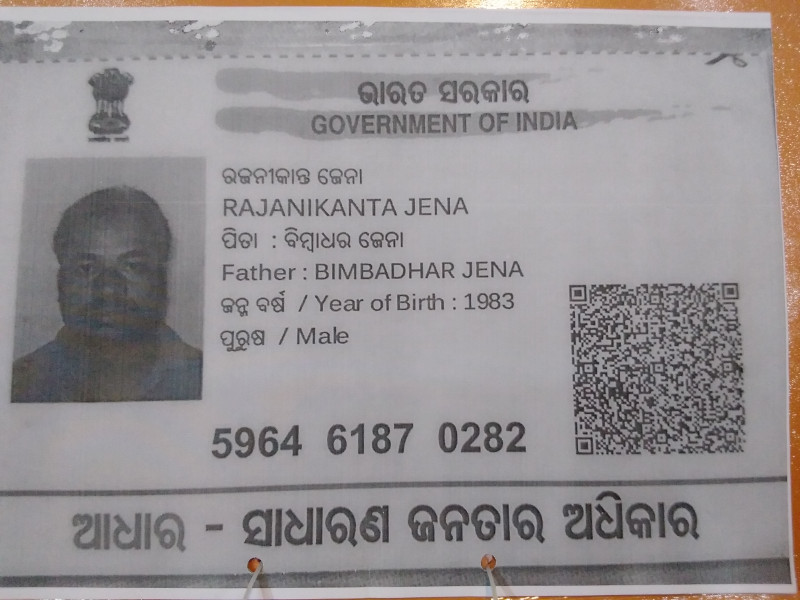 ଭାରତ ସରକାର
GOVERNMENT OF INDIA
ରଜନୀକାନ୍ତ ଜେନା
RAJANIKANTA JENA
ପିତା : ବିମ୍ବାଧର ଜେନା
Father : BIMBADHAR JENA
ଜନ୍ମ ବର୍ଷ / Year of Birth : 1983
ପୁରୁଷ / Male
5964 6187 0282
ଆଧାର - ସାଧାରଣ ଜନତାର ଅଧିକାର